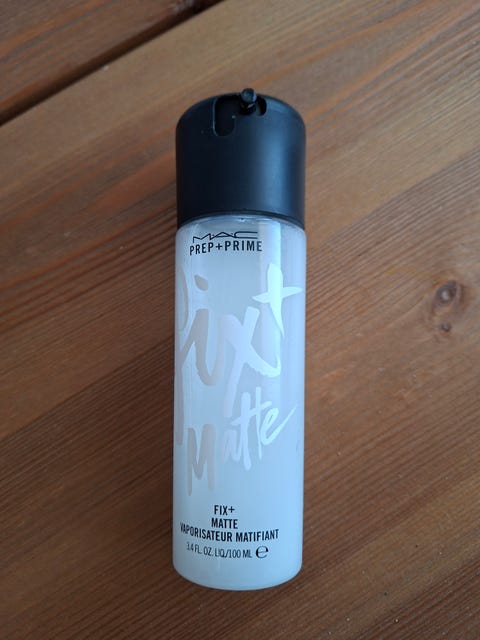 MAC
PREP+PRIME
Fix+
Matte
FIX+
MATTE
VAPORISATEUR MATIFIANT
3.4 FL. OZ. LIQ./100 ML ℮